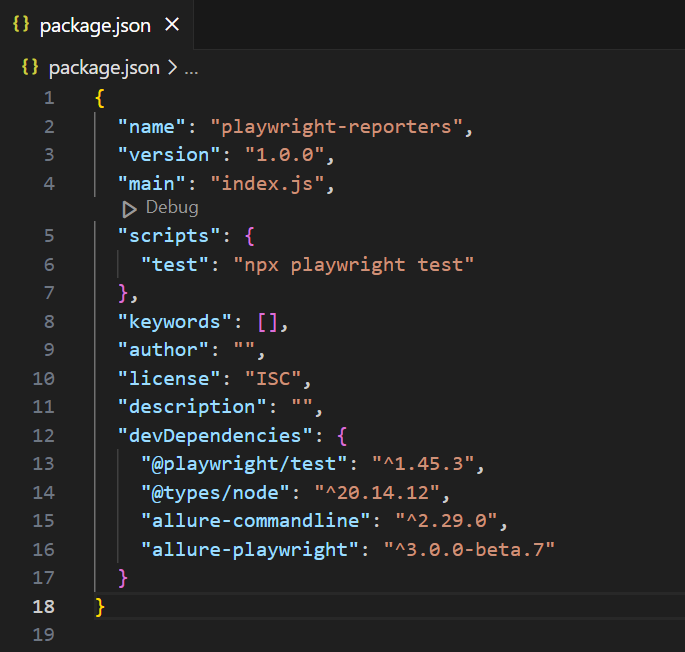 {} package.json ×
{} package.json > ...
1 {
2 "name": "playwright-reporters",
3 "version": "1.0.0",
4 "main": "index.js",
Debug
5 "scripts": {
6 "test": "npx playwright test"
7 },
8 "keywords": [],
9 "author": "",
10 "license": "ISC",
11 "description": "",
12 "devDependencies": {
13 "@playwright/test": "^1.45.3",
14 "@types/node": "^20.14.12",
15 "allure-commandline": "^2.29.0",
16 "allure-playwright": "^3.0.0-beta.7"
17 }
18 }
19